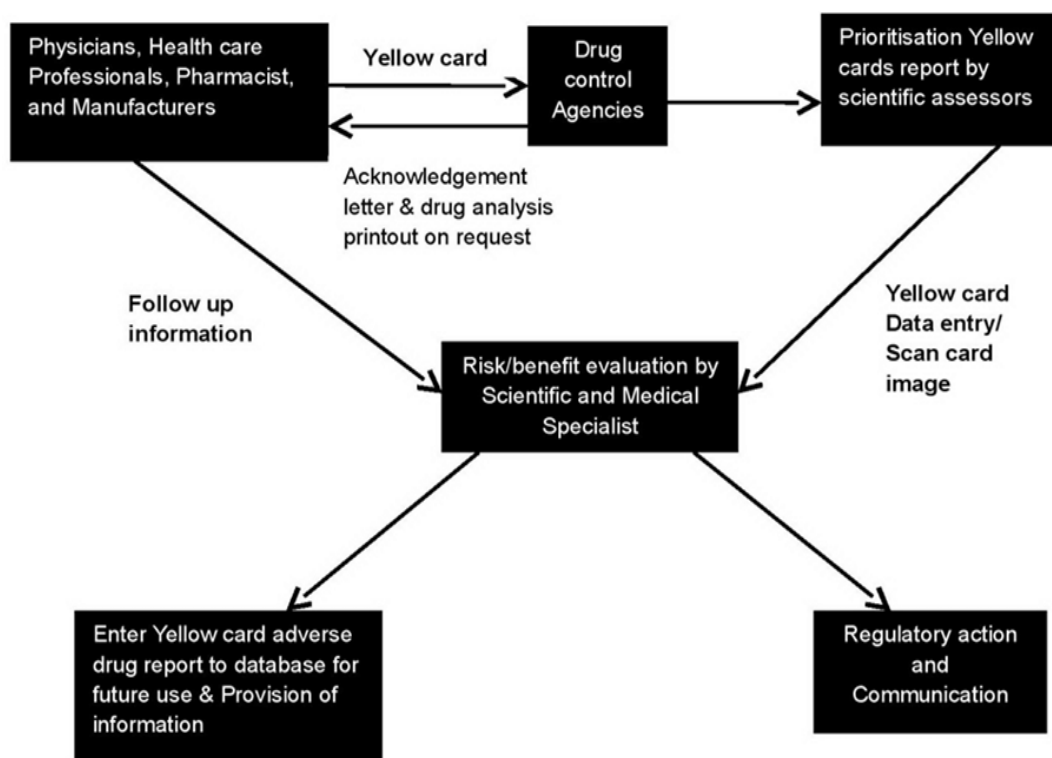 Physicians, Health care
Professionals, Pharmacist,
and Manufacturers
Yellow card
Drug
control
Agencies
Prioritisation Yellow
cards report by
scientific assessors
Acknowledgement
letter & drug analysis
printout on request
Follow up
information
Yellow card
Data entry/
Scan card
image
Risk/benefit evaluation by
Scientific and Medical
Specialist
Enter Yellow card adverse
drug report to database for
future use & Provision of
information
Regulatory action
and
Communication